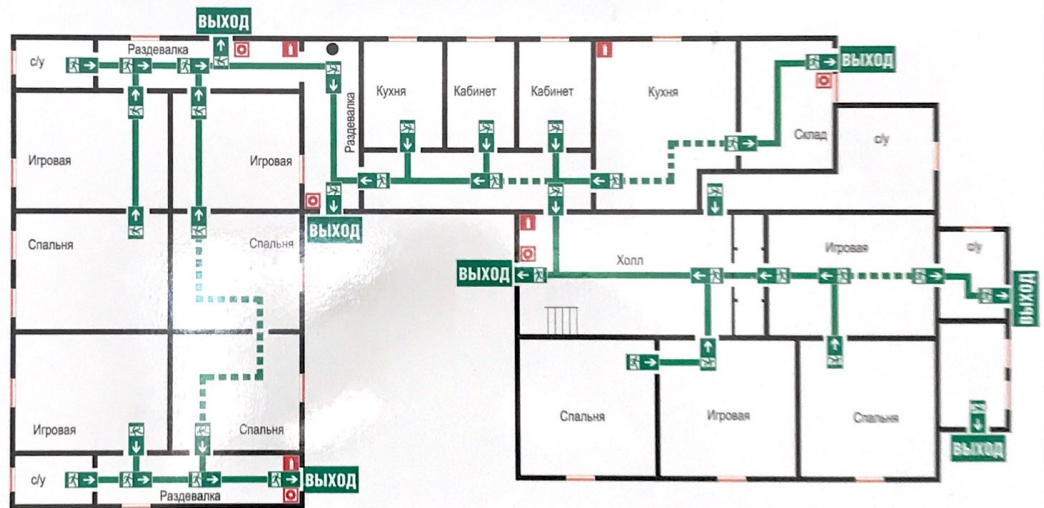 ВЫХОД
Раздевалка
с/у
ВЫХОД
Кухня
Кабинет
Кабинет
Кухня
Раздевалка
Склад
с/у
Игровая
Игровая
ВЫХОД
Спальня
Спальня
Холл
Игровая
с/у
ВЫХОД
ВЫХОД
Спальня
Игровая
Спальня
Игровая
Спальня
ВЫХОД
с/у
ВЫХОД
Раздевалка